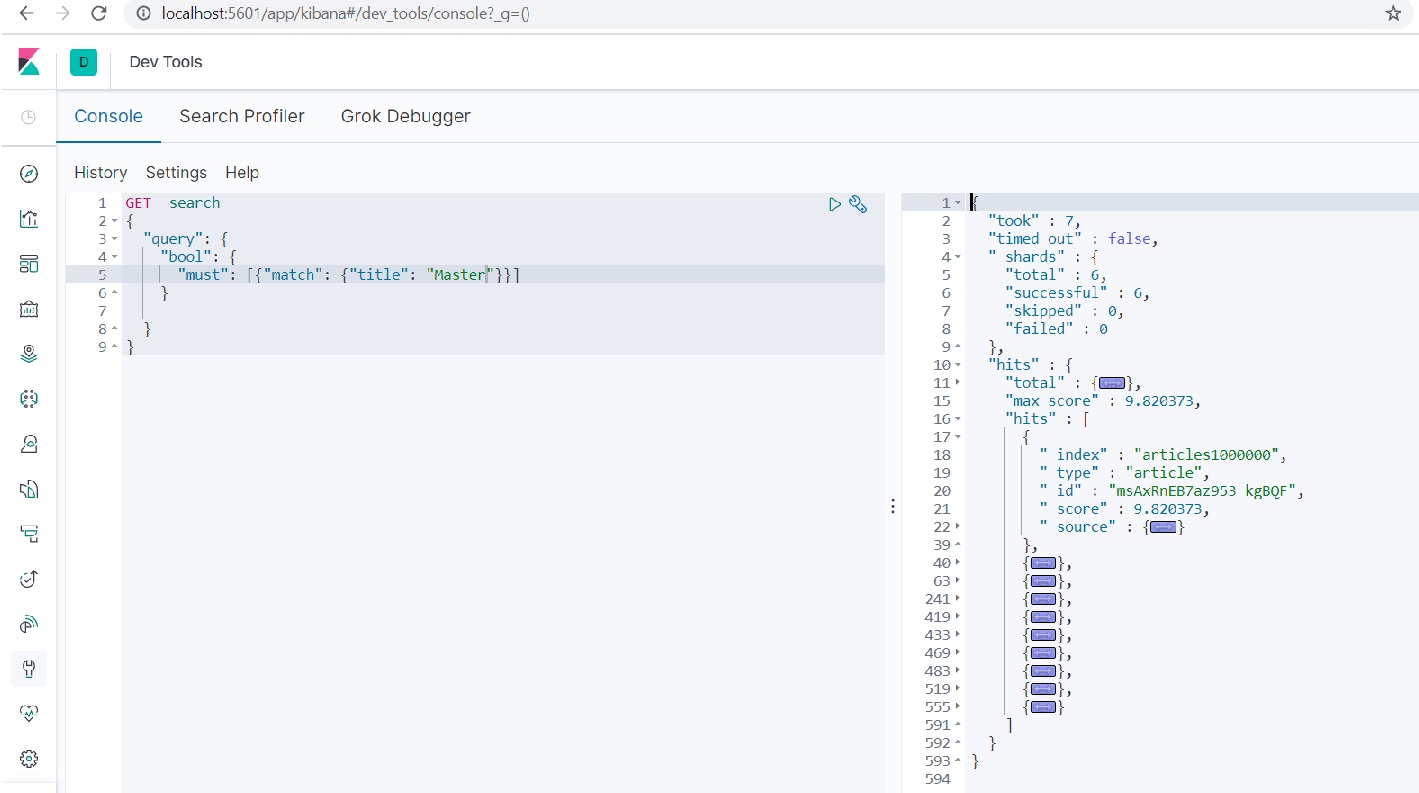 localhost:5601/app/kibana#/dev_tools/console?_g=()
D
Dev Tools
Console
Search Profiler
Grok Debugger
History
Settings
Help
1 GET search
2 {
3 "query": {
4 "bool": {
5 "must": [{"match": {"title": "Master"}}]
6 }
7
8 }
9 }
1 {
2 "took" : 7,
3 "timed out" : false,
4 " shards" : {
5 "total" : 6,
6 "successful" : 6,
7 "skipped" : 0,
8 "failed" : 0
9 },
10 "hits" : {
11 "total" : {},
15 "max score" : 9.820373,
16 "hits" : [
17 {
18 " index" : "articles1000000",
19 " type" : "article",
20 " id" : "msAxRnEB7az953 kgBQF",
21 " score" : 9.820373,
22 " source" : {}
39 },
40 {},
63 {},
241 {},
419 {},
433 {},
469 {},
483 {},
519 {},
555 {}
591 ]
592 }
593 }
594